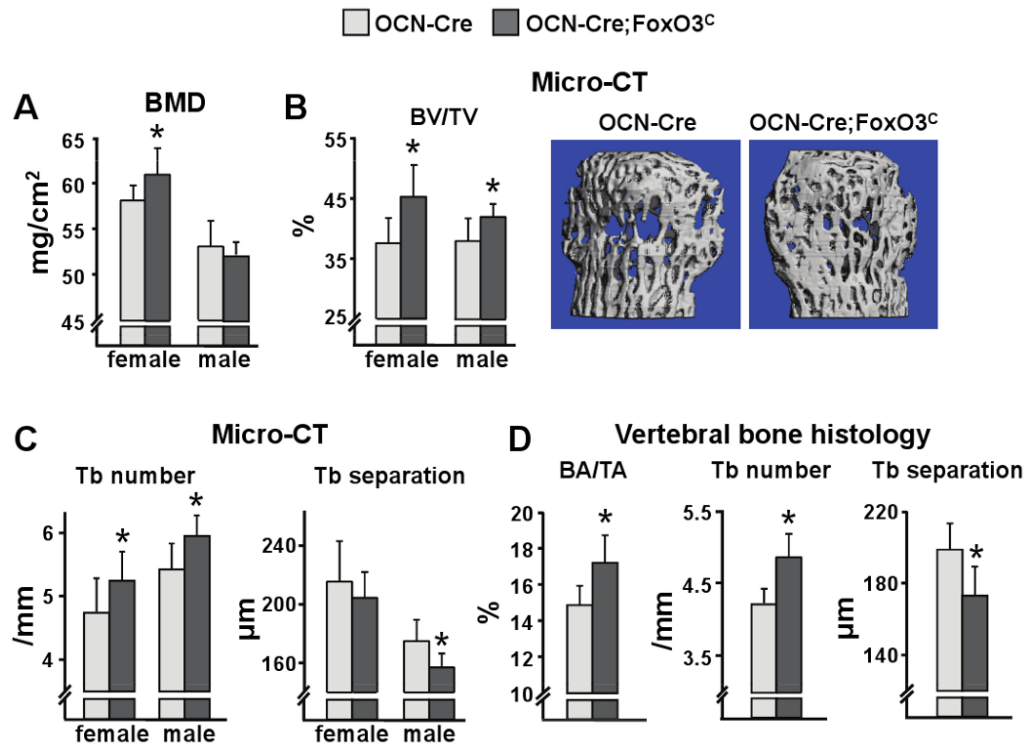 OCN-Cre OCN-Cre;FoxO3ᶜ
Micro-CT
A BMD
B BV/TV
OCN-Cre OCN-Cre;FoxO3ᶜ
65
60
55
50
45
mg/cm²
female male
55
45
35
25
%
female male
*
*
*
C Micro-CT
Tb number
Tb separation
6
5
4
/mm
female male
*
*
240
200
160
µm
female male
*
D Vertebral bone histology
BA/TA
Tb number
Tb separation
20
18
16
14
12
10
%
*
5.5
4.5
3.5
/mm
*
220
180
140
µm
*